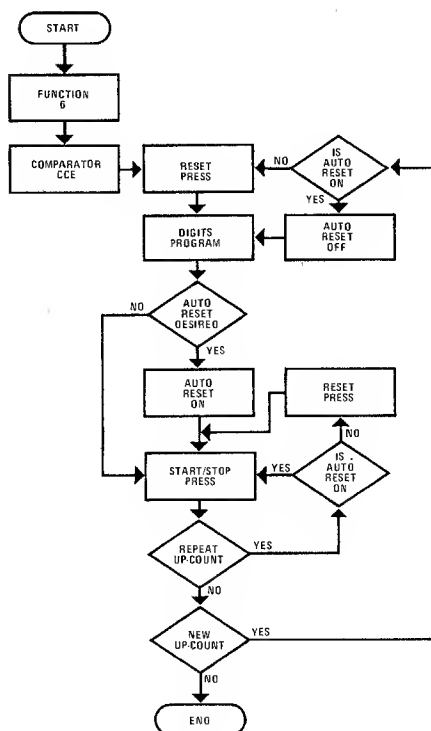 START
FUNCTION
6
COMPARATOR
CCE
RESET
PRESS
NO
IS
AUTO
RESET
ON
YES
DIGITS
PROGRAM
AUTO
RESET
OFF
NO
AUTO
RESET
DESIRED
YES
AUTO
RESET
ON
RESET
PRESS
NO
START/STOP
PRESS
YES
IS
AUTO
RESET
ON
REPEAT
UP-COUNT
YES
NO
NEW
UP-COUNT
YES
NO
END